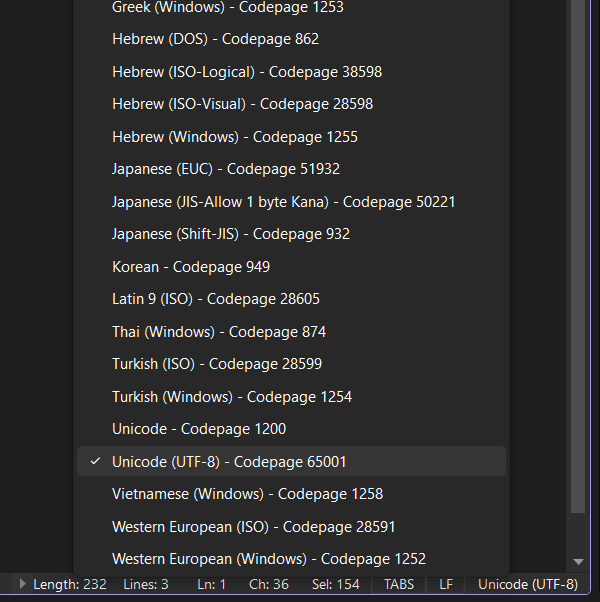 Greek (Windows) - Codepage 1253
Hebrew (DOS) - Codepage 862
Hebrew (ISO-Logical) - Codepage 38598
Hebrew (ISO-Visual) - Codepage 28598
Hebrew (Windows) - Codepage 1255
Japanese (EUC) - Codepage 51932
Japanese (JIS-Allow 1 byte Kana) - Codepage 50221
Japanese (Shift-JIS) - Codepage 932
Korean - Codepage 949
Latin 9 (ISO) - Codepage 28605
Thai (Windows) - Codepage 874
Turkish (ISO) - Codepage 28599
Turkish (Windows) - Codepage 1254
Unicode - Codepage 1200
Unicode (UTF-8) - Codepage 65001
Vietnamese (Windows) - Codepage 1258
Western European (ISO) - Codepage 28591
Western European (Windows) - Codepage 1252
Length: 232 Lines: 3 Ln: 1 Ch: 36 Sel: 154 TABS LF Unicode (UTF-8)